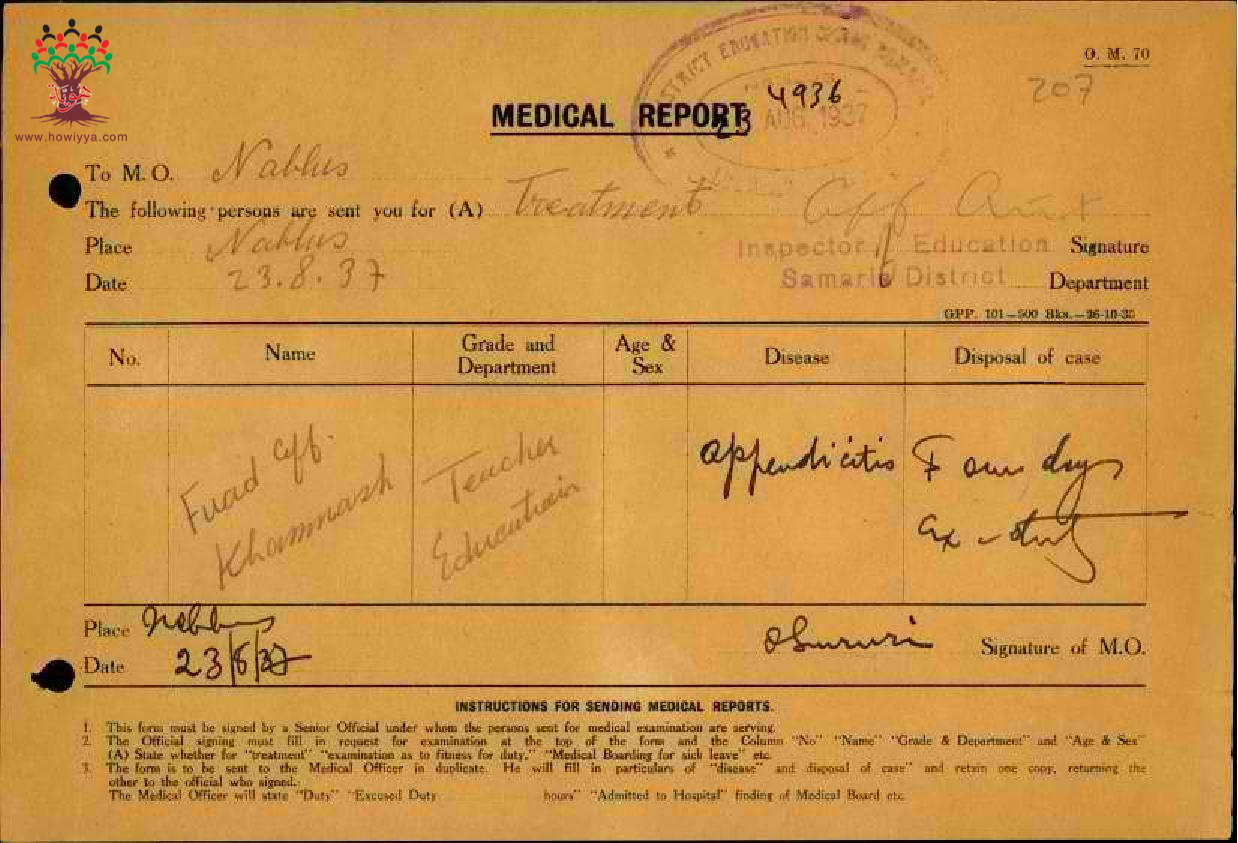 www.howiyya.com
O. M. 70
207
DISTRICT EDUCATION OFFICE
4936
23 AUG 1937
MEDICAL REPORT
To M. O. Nablus
The following persons are sent you for (A) Treatment
Place Nablus
Inspector of Education Signature
Date 23.8.37
Samaria District Department
GPP. 101—500 Bks.—26-10-35
No. Name Grade and Department Age & Sex Disease Disposal of case
Fuad Eff. Khammash Teacher Education Appendicitis Four days
Ex-duty
Place Nablus
Date 23/8/37
Signature of M.O.
INSTRUCTIONS FOR SENDING MEDICAL REPORTS.
1. This form must be signed by a Senior Official under whom the persons sent for medical examination are serving.
2. The Official signing must fill in request for examination at the top of the form and the Column "No" "Name" "Grade & Department" and "Age & Sex"
(A) State whether for "treatment" "examination as to fitness for duty," "Medical Boarding for sick leave" etc.
3. The form is to be sent to the Medical Officer in duplicate. He will fill in particulars of "disease" and disposal of case" and retain one copy, returning the
other to the official who signed.
The Medical Officer will state "Duty" "Excused Duty hours" "Admitted to Hospital" finding of Medical Board etc.